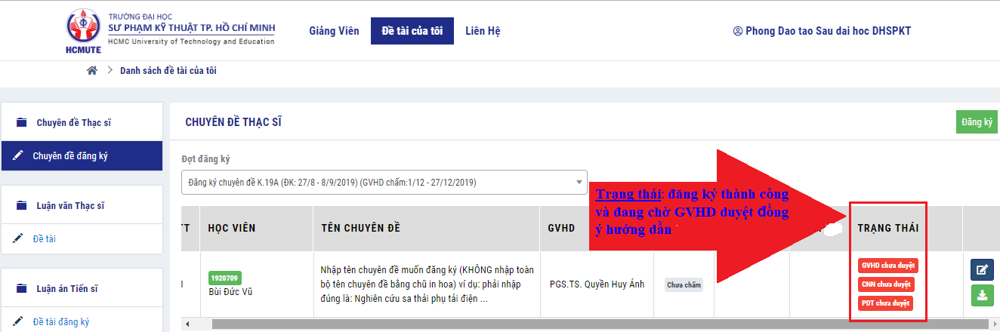 TRƯỜNG ĐẠI HỌC
SƯ PHẠM KỸ THUẬT TP. HỒ CHÍ MINH
HCMC University of Technology and Education
HCMUTE
Giảng Viên
Đề tài của tôi
Liên Hệ
Phong Dao tao Sau dai hoc DHSPKT
Danh sách đề tài của tôi
Chuyên đề Thạc sĩ
Chuyên đề đăng ký
Luận văn Thạc sĩ
Đề tài
Luận án Tiến sĩ
Đề tài đăng ký
CHUYÊN ĐỀ THẠC SĨ
Đăng ký
Đợt đăng ký
Đăng ký chuyên đề K.19A (ĐK: 27/8 - 8/9/2019) (GVHD chấm:1/12 - 27/12/2019)
Trạng thái: đăng ký thành công
và đang chờ GVHD duyệt đồng
ý hướng dẫn
TT
HỌC VIÊN
TÊN CHUYÊN ĐỀ
GVHD
TRẠNG THÁI
1
1920709
Bùi Đức Vũ
Nhập tên chuyên đề muốn đăng ký (KHÔNG nhập toàn
bộ tên chuyên đề bằng chữ in hoa) ví dụ: phải nhập
đúng là: Nghiên cứu sa thải phụ tải điện ...
PGS.TS. Quyền Huy Ánh
Chưa chấm
GVHD chưa duyệt
CNN chưa duyệt
PDT chưa duyệt